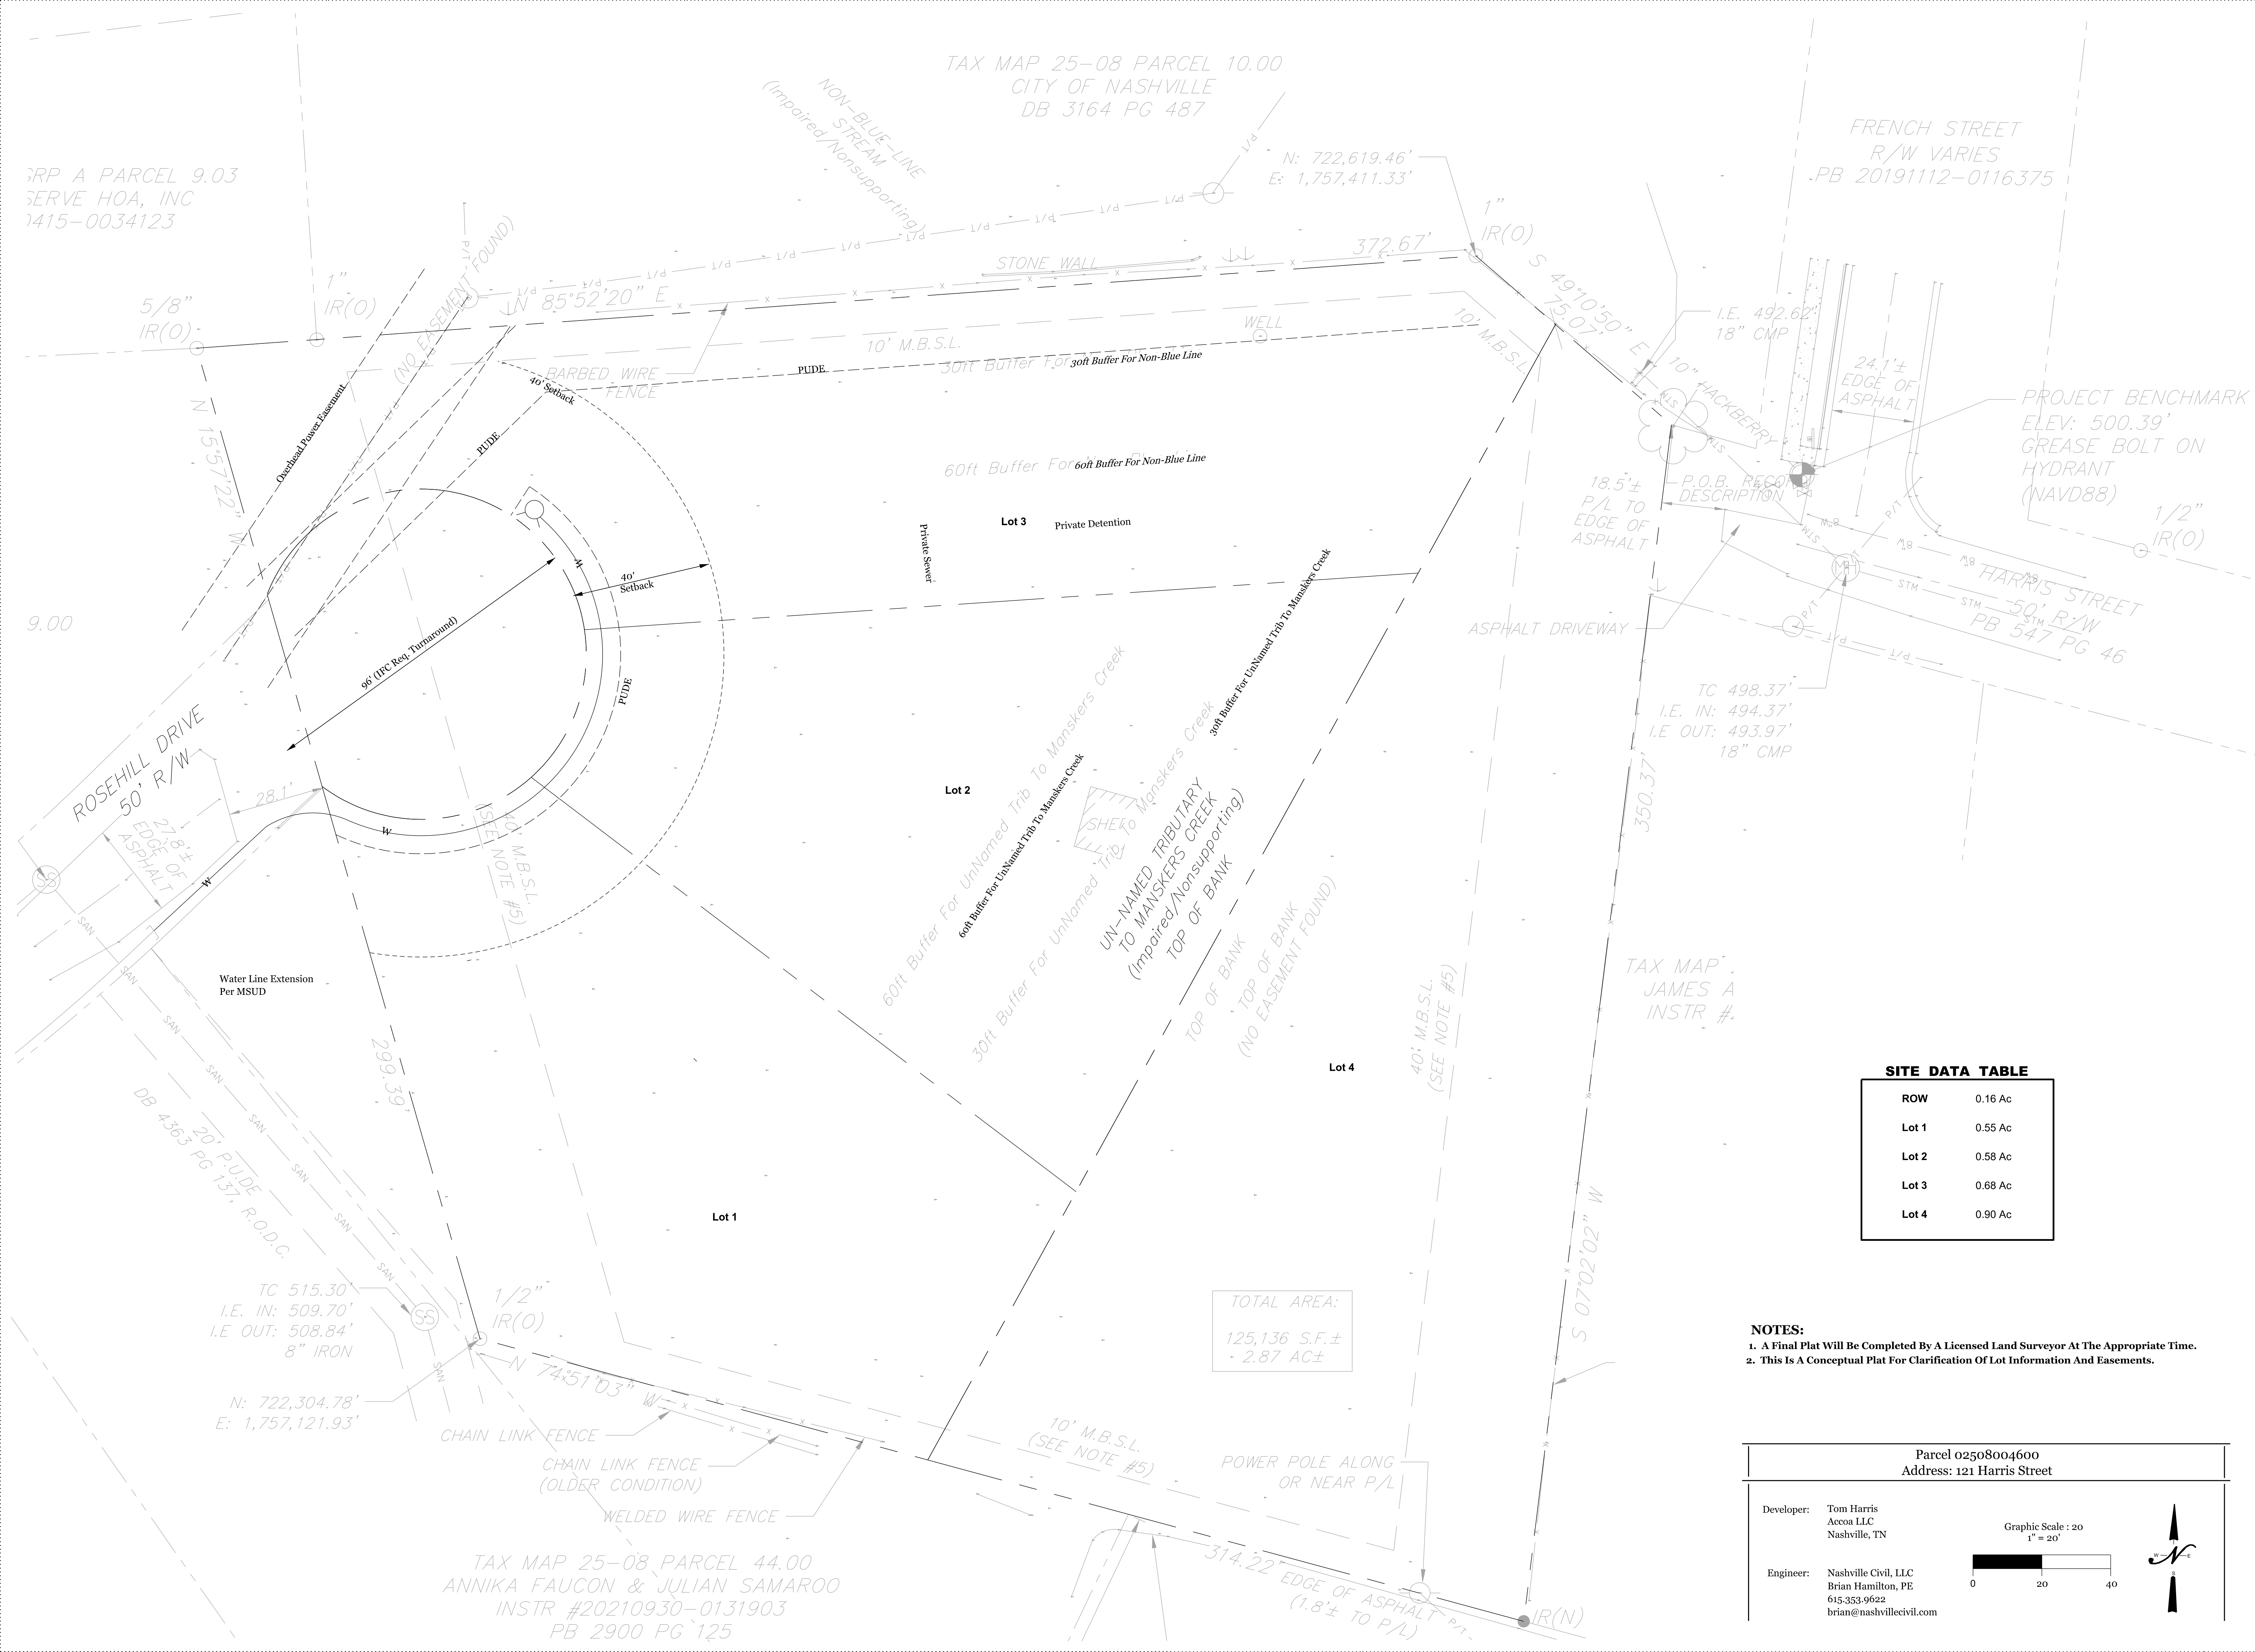 TAX MAP 25-08 PARCEL 10.00
CITY OF NASHVILLE
DB 3164 PG 487
NON-BLUE-LINE
STREAM
(Impaired/Nonsupporting)
FRENCH STREET
R/W VARIES
PB 20191112-0116375
A PARCEL 9.03
HOA, INC
N: 722,619.46'
E: 1,757,411.33'
1"
IR(O)
5/8"
IR(O)
1"
IR(O)
(NO EASEMENT FOUND)
N 85°52'20" E
STONE WALL
372.67'
S 49°10'50" E
75.07'
I.E. 492.62'
18" CMP
10' M.B.S.L.
WELL
10' M.B.S.L.
10" HACKBERRY
24.1'±
EDGE OF
ASPHALT
PROJECT BENCHMARK
ELEV: 500.39'
GREASE BOLT ON
HYDRANT
(NAVD88)
1/2"
IR(O)
BARBED WIRE
FENCE
30ft Buffer For Non-Blue Line
PUDE
40' Setback
Overhead Power Easement
N 15°57'22" W
PUDE
60ft Buffer For
60ft Buffer For Non-Blue Line
18.5'±
P/L TO
EDGE OF
ASPHALT
P.O.B. RECORD
DESCRIPTION
Lot 3
Private Detention
Private Sewer
W
40'
Setback
96' (IFC Req. Turnaround)
9.00
HARRIS STREET
50' R/W
PB 547 PG 46
ASPHALT DRIVEWAY
TC 498.37'
I.E. IN: 494.37'
I.E OUT: 493.97'
18" CMP
MH
30ft Buffer For UnNamed Trib To Manskers Creek
PUDE
ROSEHILL DRIVE
50' R/W
28.1'
27.8'±
EDGE OF
ASPHALT
W
W
40' M.B.S.L.
(SEE NOTE #5)
Lot 2
60ft Buffer For UnNamed Trib To Manskers Creek
60ft Buffer For UnNamed Trib To Manskers Creek
30ft Buffer For UnNamed Trib To Manskers Creek
SHED
UN-NAMED TRIBUTARY
TO MANSKERS CREEK
(Impaired/Nonsupporting)
TOP OF BANK
TOP OF BANK
TOP OF BANK
(NO EASEMENT FOUND)
350.37'
40' M.B.S.L.
(SEE NOTE #5)
TAX MAP
JAMES A
INSTR
SS
Water Line Extension
Per MSUD
299.39'
Lot 4
Lot 1
20' P.U.DE
DB 4363 PG 137, R.O.D.C.
SITE DATA TABLE
ROW 0.16 Ac
Lot 1 0.55 Ac
Lot 2 0.58 Ac
Lot 3 0.68 Ac
Lot 4 0.90 Ac
S 07°02'02" W
TC 515.30'
I.E. IN: 509.70'
I.E OUT: 508.84'
8" IRON
SS
1/2"
IR(O)
TOTAL AREA:
125,136 S.F.±
2.87 AC±
N: 722,304.78'
E: 1,757,121.93'
N 74°51'03" W
NOTES:
1. A Final Plat Will Be Completed By A Licensed Land Surveyor At The Appropriate Time.
2. This Is A Conceptual Plat For Clarification Of Lot Information And Easements.
CHAIN LINK FENCE
CHAIN LINK FENCE
(OLDER CONDITION)
WELDED WIRE FENCE
10' M.B.S.L.
(SEE NOTE #5)
POWER POLE ALONG
OR NEAR P/L
314.22'
EDGE OF ASPHALT
(1.8'± TO P/L)
IR(N)
TAX MAP 25-08 PARCEL 44.00
ANNIKA FAUCON & JULIAN SAMAROO
INSTR #20210930-0131903
PB 2900 PG 125
Parcel 02508004600
Address: 121 Harris Street
Developer: Tom Harris
Accoa LLC
Nashville, TN
Engineer: Nashville Civil, LLC
Brian Hamilton, PE
615.353.9622
brian@nashvillecivil.com
Graphic Scale : 20
1" = 20'
0 20 40
N
W E
S